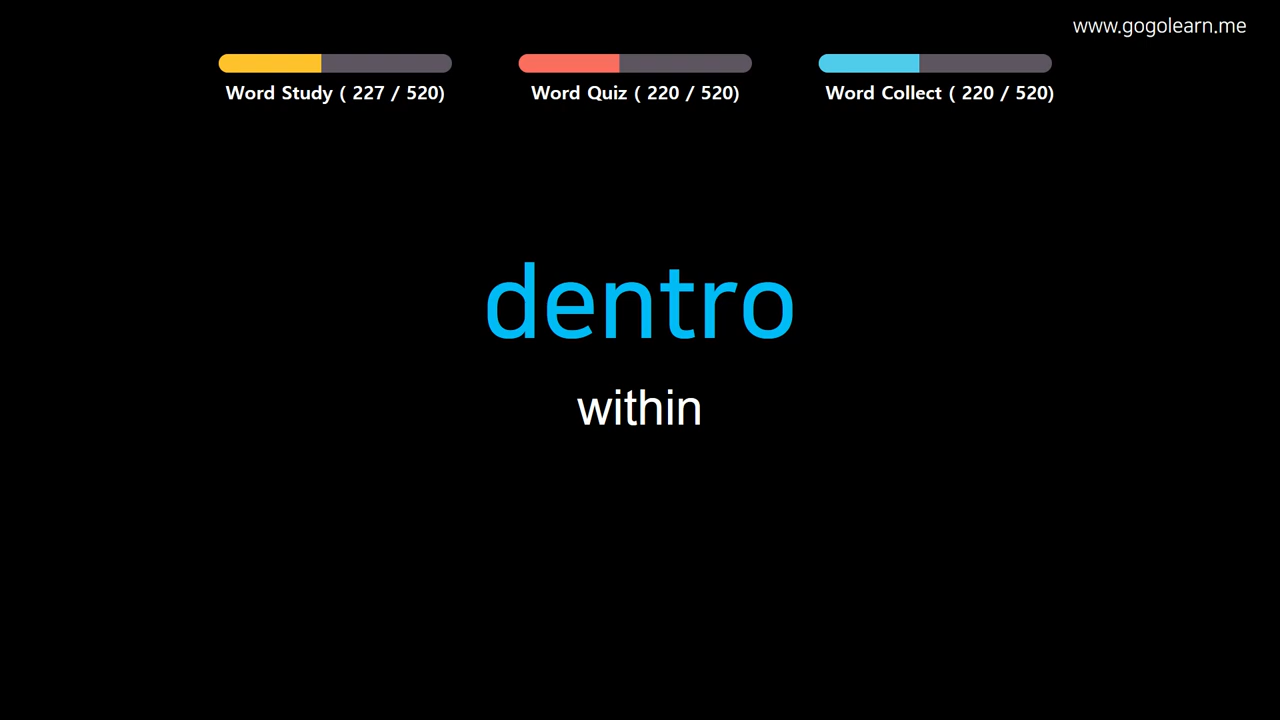 www.gogolearn.me
Word Study ( 227 / 520)
Word Quiz ( 220 / 520)
Word Collect ( 220 / 520)
dentro
within